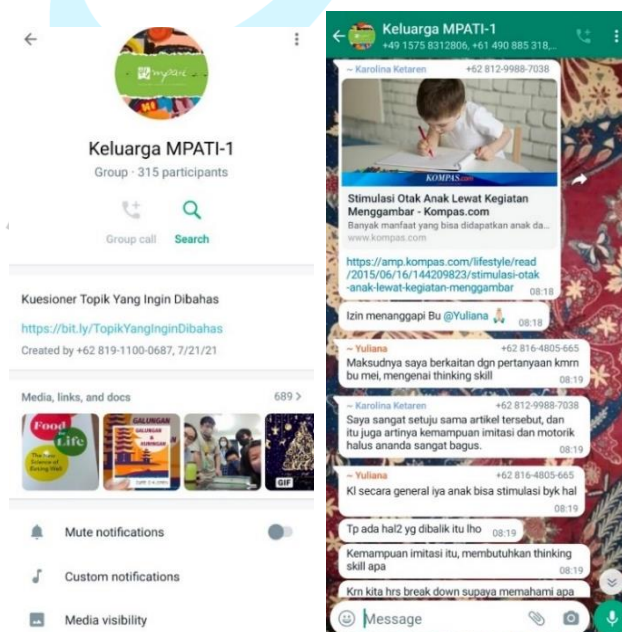 mpati
Keluarga MPATI-1
Group · 315 participants
Group call
Search
Kuesioner Topik Yang Ingin Dibahas
https://bit.ly/TopikYangInginDibahas
Created by +62 819-1100-0687, 7/21/21
Media, links, and docs
689 >
Food
for
Life
The New
Science of
Eating Well
GALUNGAN
GALUNGAN
&
KUNINGAN
GIF
Mute notifications
Custom notifications
Media visibility
Keluarga MPATI-1
+49 1575 8312806, +61 490 885 318,...
~ Karolina Ketaren +62 812-9988-7038
KOMPAS.com
Stimulasi Otak Anak Lewat Kegiatan
Menggambar - Kompas.com
Banyak manfaat yang bisa didapatkan anak da...
www.kompas.com
https://amp.kompas.com/lifestyle/read
/2015/06/16/144209823/stimulasi-otak
-anak-lewat-kegiatan-menggambar 08:18
Izin menanggapi Bu @Yuliana 🙏 08:18
~ Yuliana +62 816-4805-665
Maksudnya saya berkaitan dgn pertanyaan kmrn
bu mei, mengenai thinking skill 08:19
~ Karolina Ketaren +62 812-9988-7038
Saya sangat setuju sama artikel tersebut, dan
itu juga artinya kemampuan imitasi dan motorik
halus ananda sangat bagus. 08:19
~ Yuliana +62 816-4805-665
Kl secara general iya anak bisa stimulasi byk hal
08:19
Tp ada hal2 yg dibalik itu lho 08:19
Kemampuan imitasi itu, membutuhkan thinking
skill apa 08:19
Krn kita hrs break down supaya memahami apa
Message